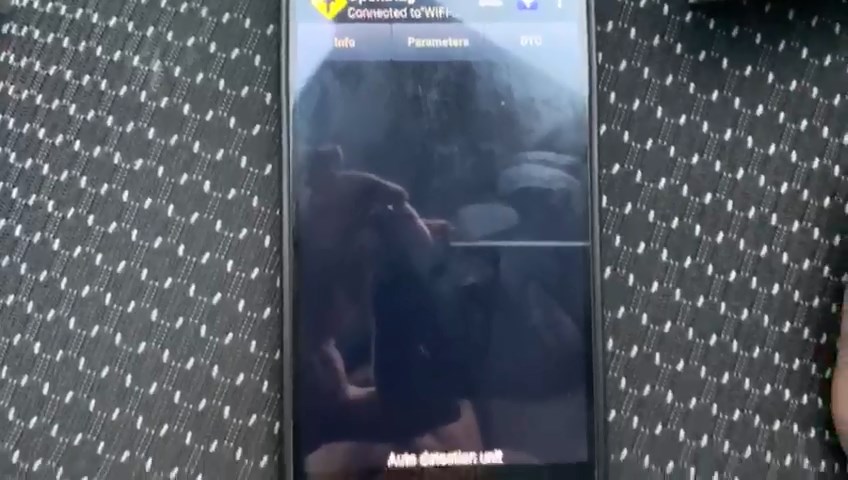 Connected to"WiFi-
Info Parameters DTC
Auto detection unit